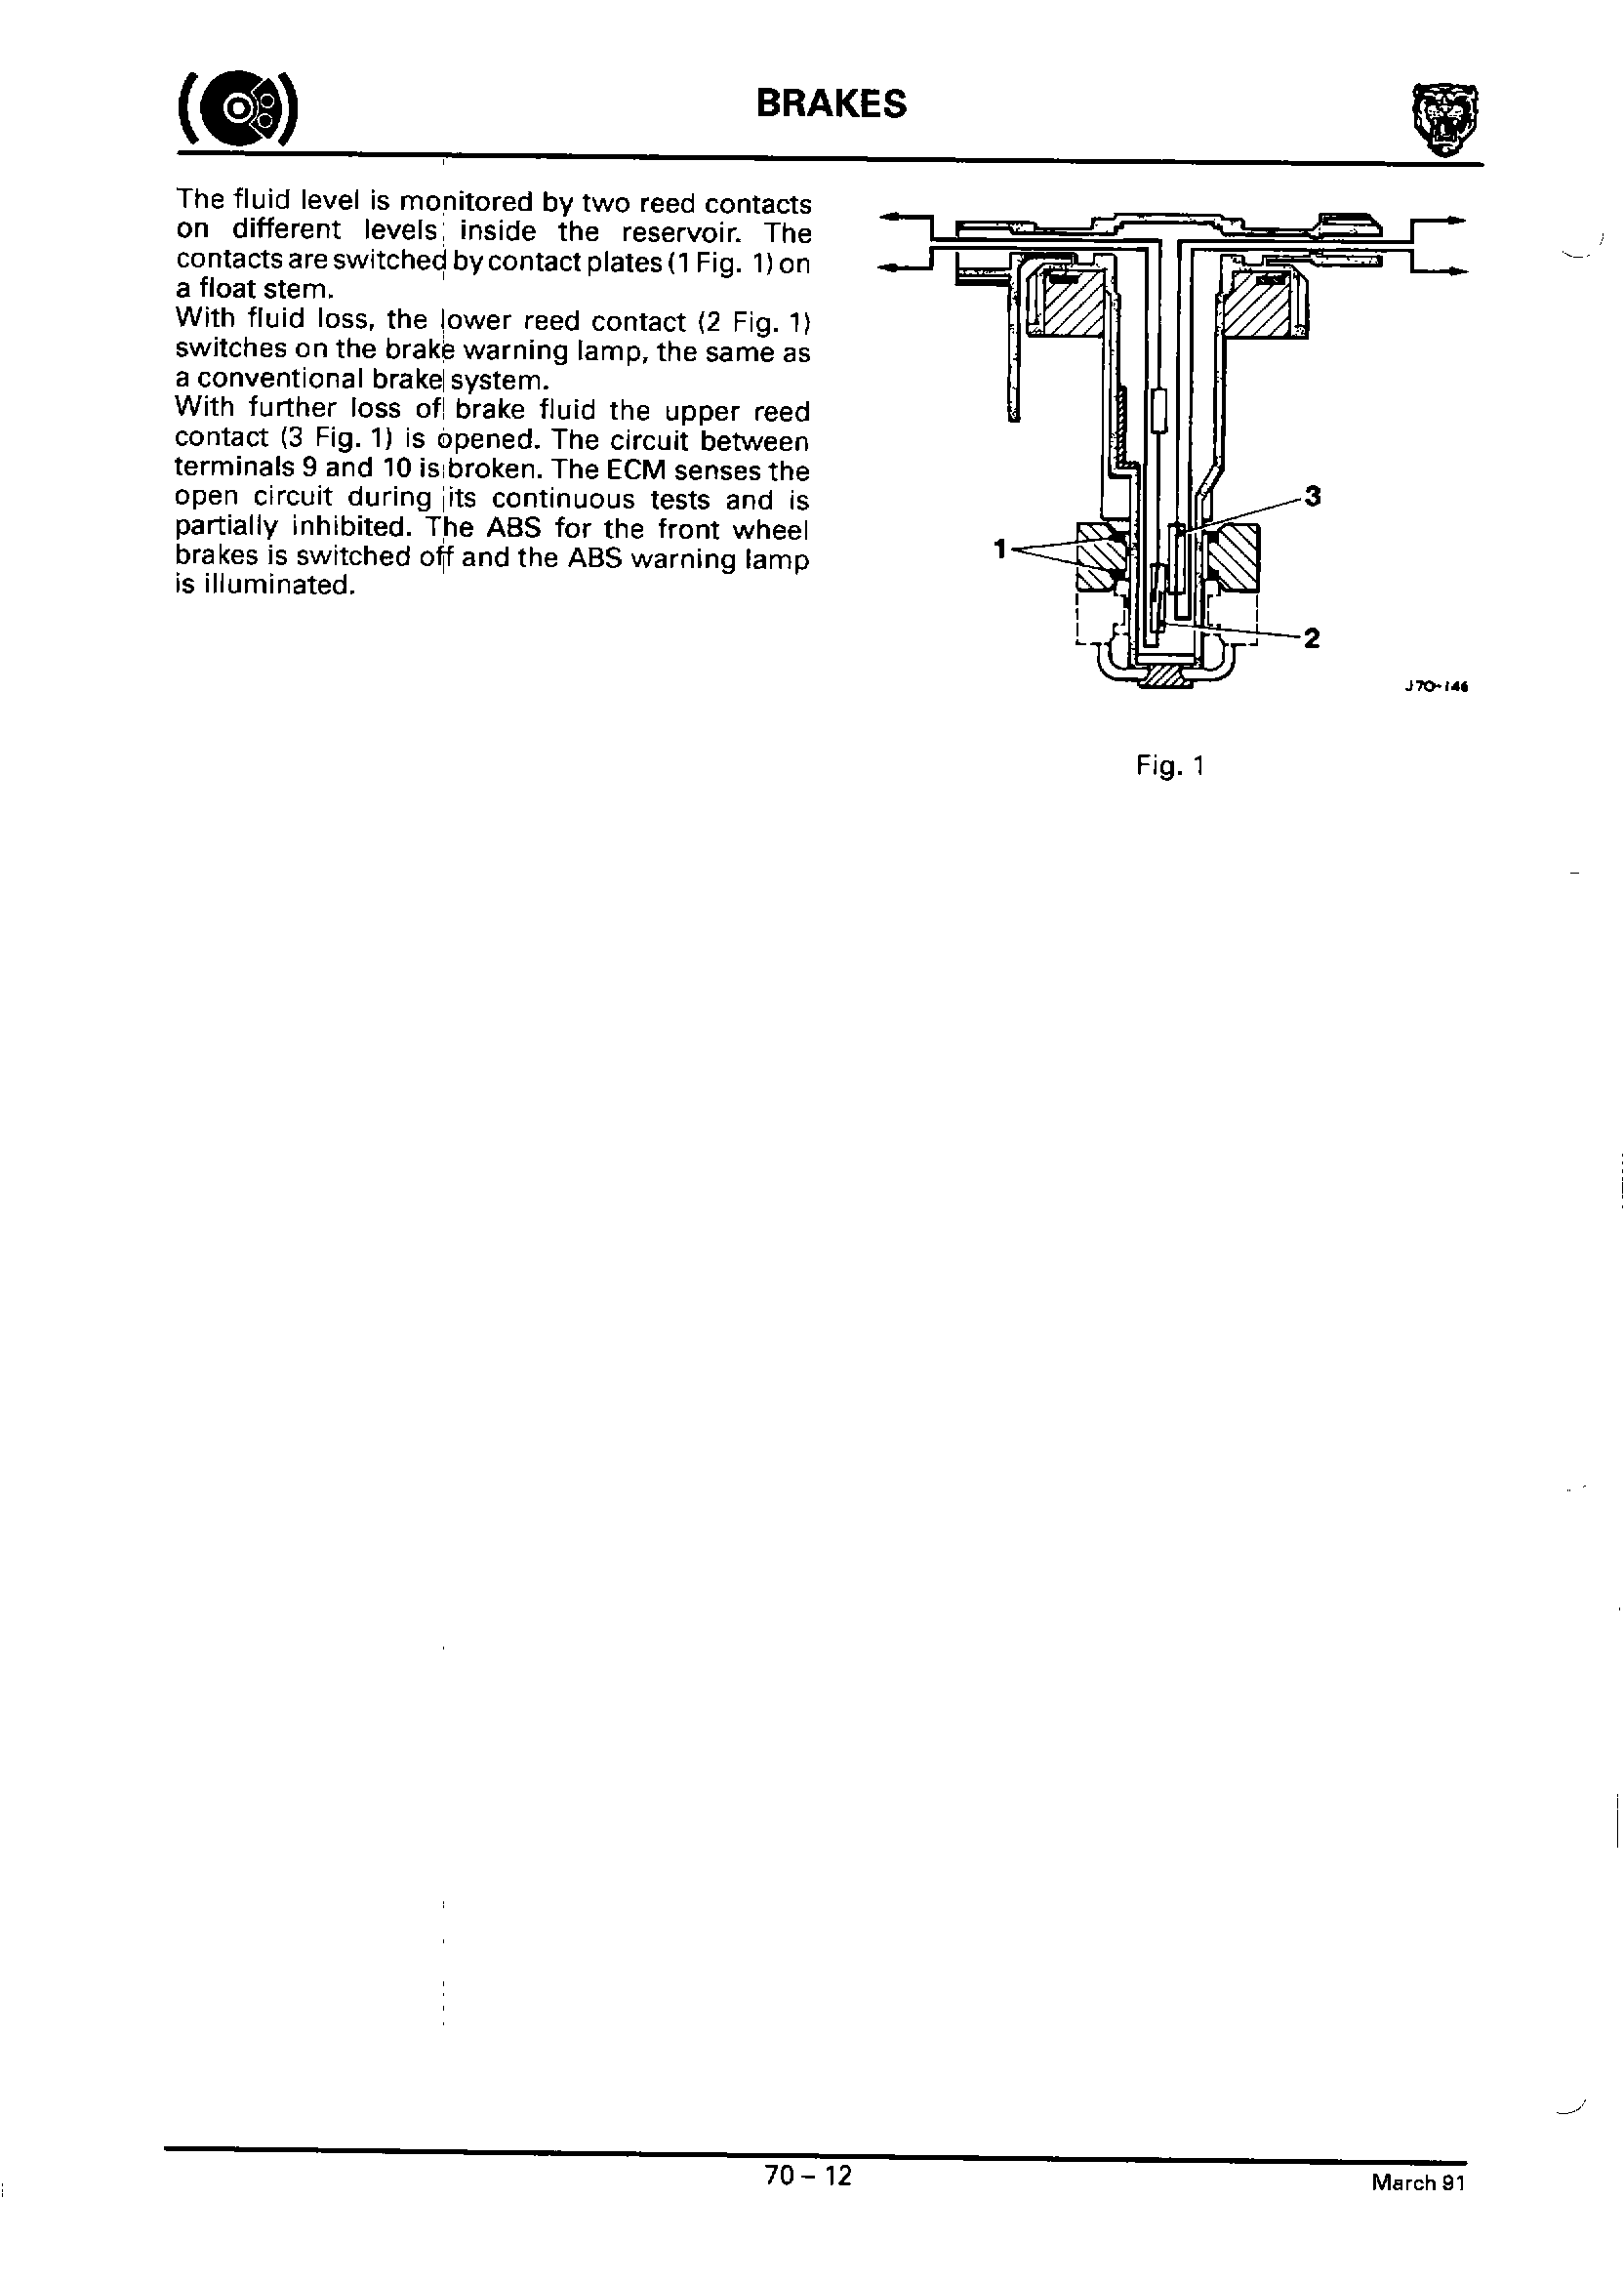 BRAKES
The fluid level is monitored by two reed contacts
on different levels inside the reservoir. The
contacts are switched by contact plates (1 Fig. 1) on
a float stem.
With fluid loss, the lower reed contact (2 Fig. 1)
switches on the brake warning lamp, the same as
a conventional brake system.
With further loss of brake fluid the upper reed
contact (3 Fig. 1) is opened. The circuit between
terminals 9 and 10 is broken. The ECM senses the
open circuit during its continuous tests and is
partially inhibited. The ABS for the front wheel
brakes is switched off and the ABS warning lamp
is illuminated.
3
1
2
J70-146
Fig. 1
70 – 12
March 91